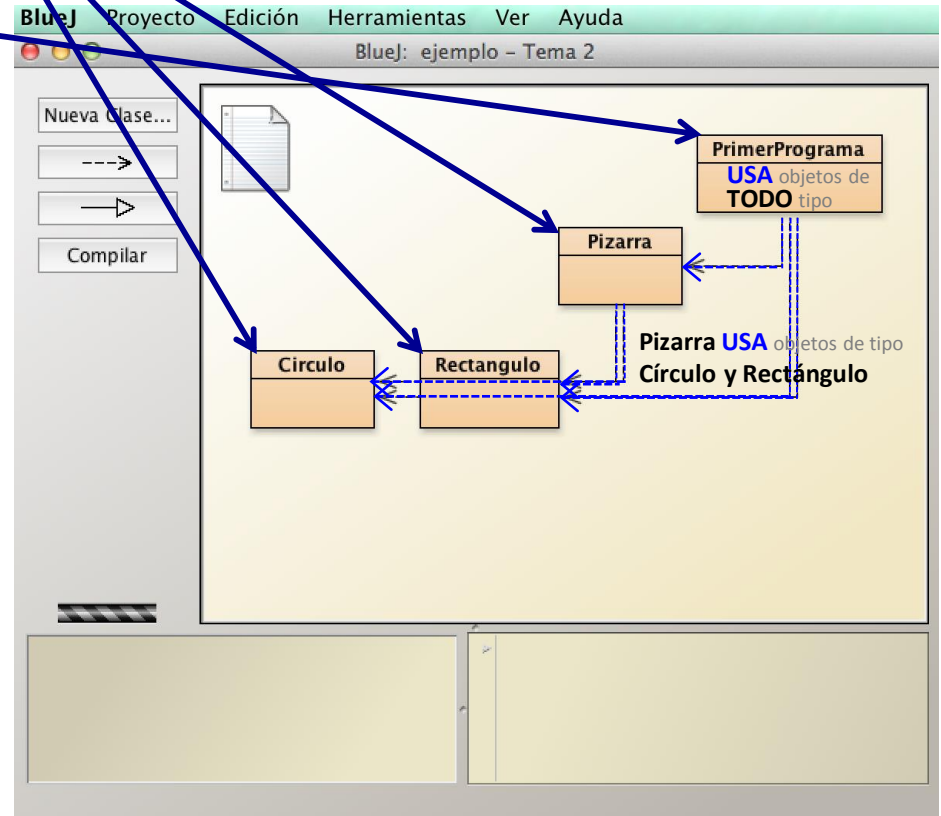 BlueJ Proyecto Edición Herramientas Ver Ayuda
BlueJ: ejemplo – Tema 2
Nueva Clase...
Compilar
PrimerPrograma
USA objetos de
TODO tipo
Pizarra
Pizarra USA objetos de tipo
Círculo y Rectángulo
Circulo
Rectangulo